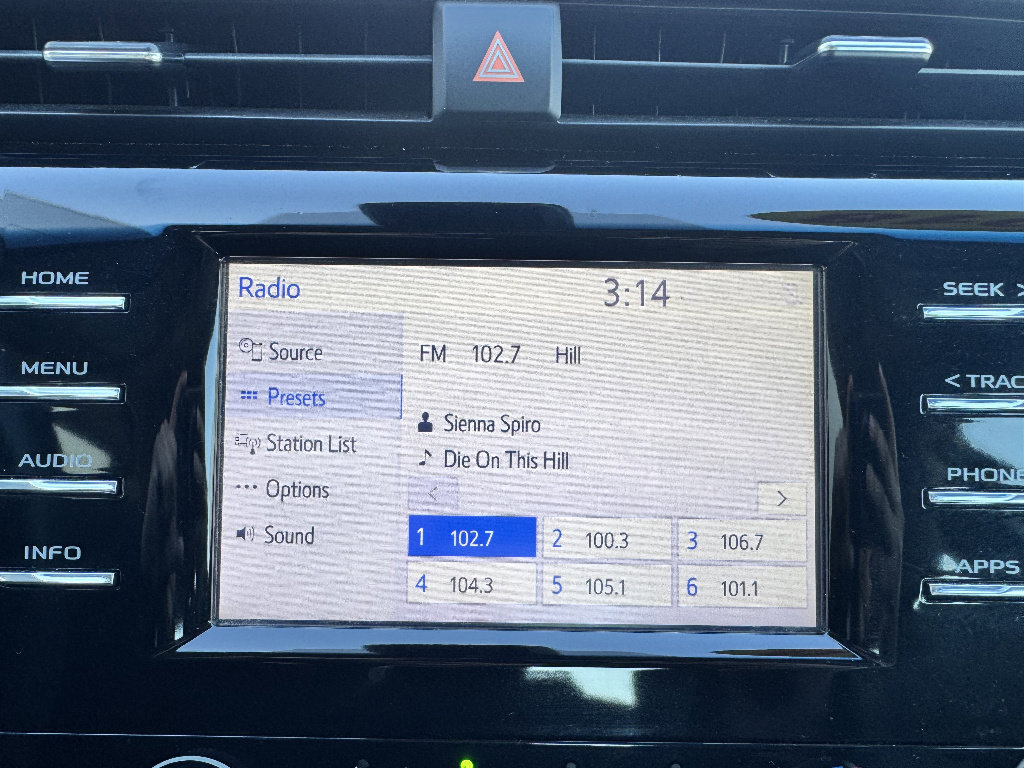 HOME
MENU
AUDIO
INFO
Radio
3:14
Source
Presets
Station List
Options
Sound
FM 102.7 Hill
Sienna Spiro
Die On This Hill
< >
1 102.7 2 100.3 3 106.7
4 104.3 5 105.1 6 101.1
SEEK >
< TRAC
PHONE
APPS